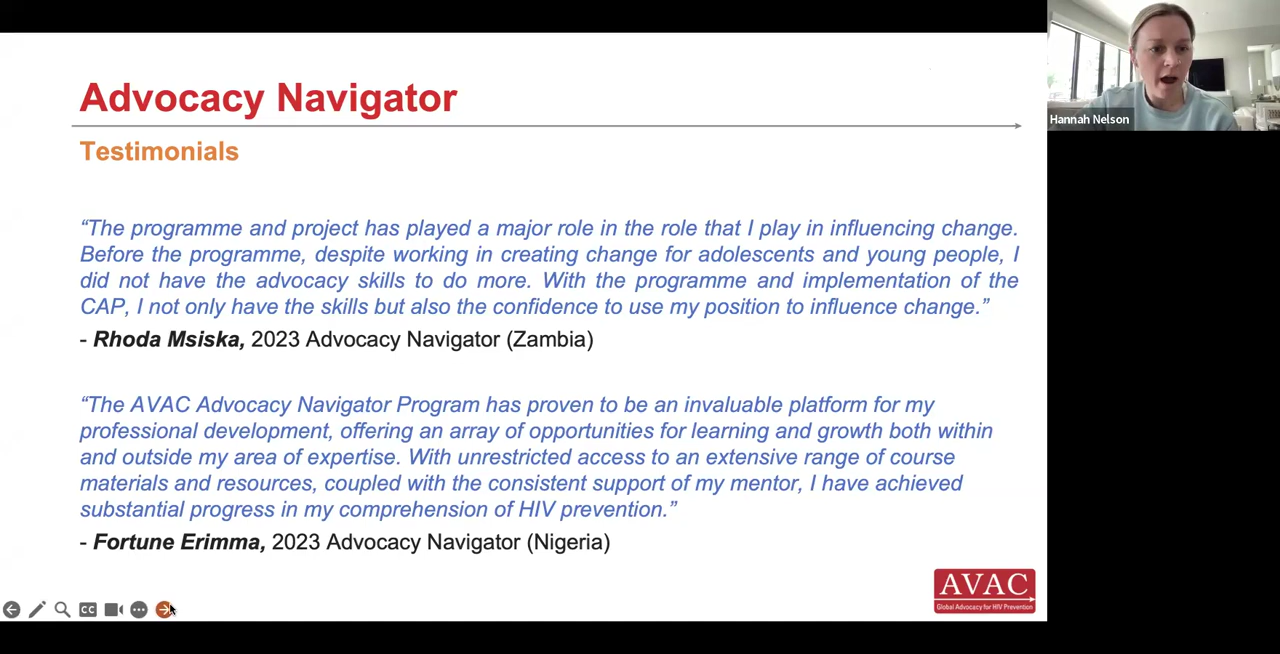 Advocacy Navigator
Testimonials
“The programme and project has played a major role in the role that I play in influencing change.
Before the programme, despite working in creating change for adolescents and young people, I
did not have the advocacy skills to do more. With the programme and implementation of the
CAP, I not only have the skills but also the confidence to use my position to influence change.”
- Rhoda Msiska, 2023 Advocacy Navigator (Zambia)
“The AVAC Advocacy Navigator Program has proven to be an invaluable platform for my
professional development, offering an array of opportunities for learning and growth both within
and outside my area of expertise. With unrestricted access to an extensive range of course
materials and resources, coupled with the consistent support of my mentor, I have achieved
substantial progress in my comprehension of HIV prevention.”
- Fortune Erimma, 2023 Advocacy Navigator (Nigeria)
CC
AVAC
Global Advocacy for HIV Prevention
Hannah Nelson